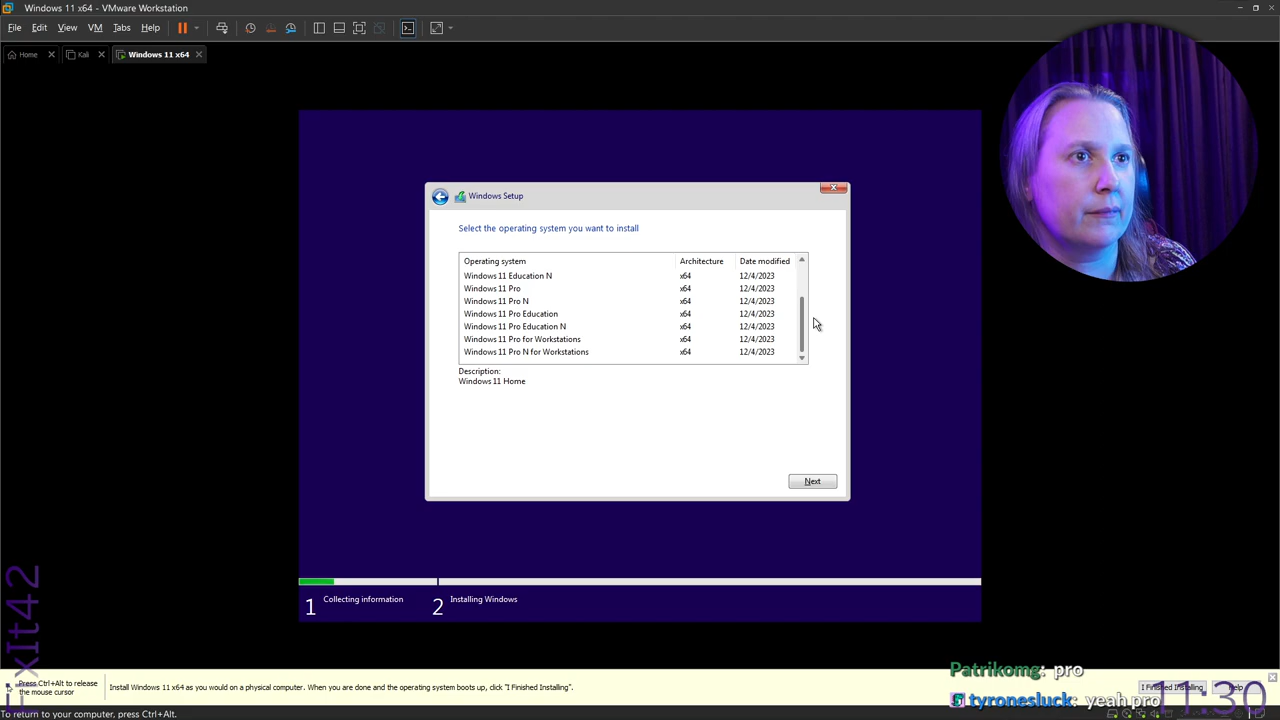 Windows 11 x64 - VMware Workstation
File Edit View VM Tabs Help
Home Kali Windows 11 x64
Windows Setup
Select the operating system you want to install
Operating system Architecture Date modified
Windows 11 Education N x64 12/4/2023
Windows 11 Pro x64 12/4/2023
Windows 11 Pro N x64 12/4/2023
Windows 11 Pro Education x64 12/4/2023
Windows 11 Pro Education N x64 12/4/2023
Windows 11 Pro for Workstations x64 12/4/2023
Windows 11 Pro N for Workstations x64 12/4/2023
Description:
Windows 11 Home
Next
1 Collecting information 2 Installing Windows
Patrikomg: pro
Press Ctrl+Alt to release
the mouse cursor
Install Windows 11 x64 as you would on a physical computer. When you are done and the operating system boots up, click "I Finished Installing".
I Finished Installing Help
tyronesluck: yeah pro
11:30
To return to your computer, press Ctrl+Alt.